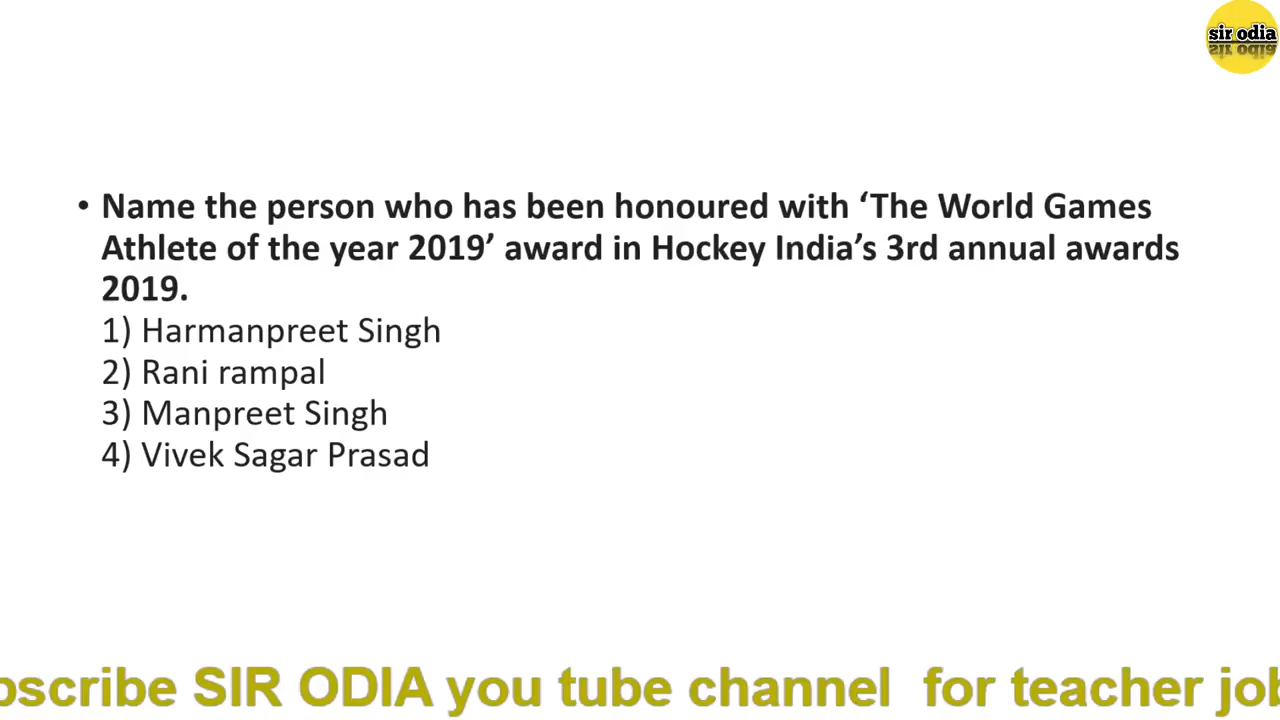 sir odia
• Name the person who has been honoured with ‘The World Games
Athlete of the year 2019’ award in Hockey India’s 3rd annual awards
2019.
1) Harmanpreet Singh
2) Rani rampal
3) Manpreet Singh
4) Vivek Sagar Prasad
bscribe SIR ODIA you tube channel for teacher job